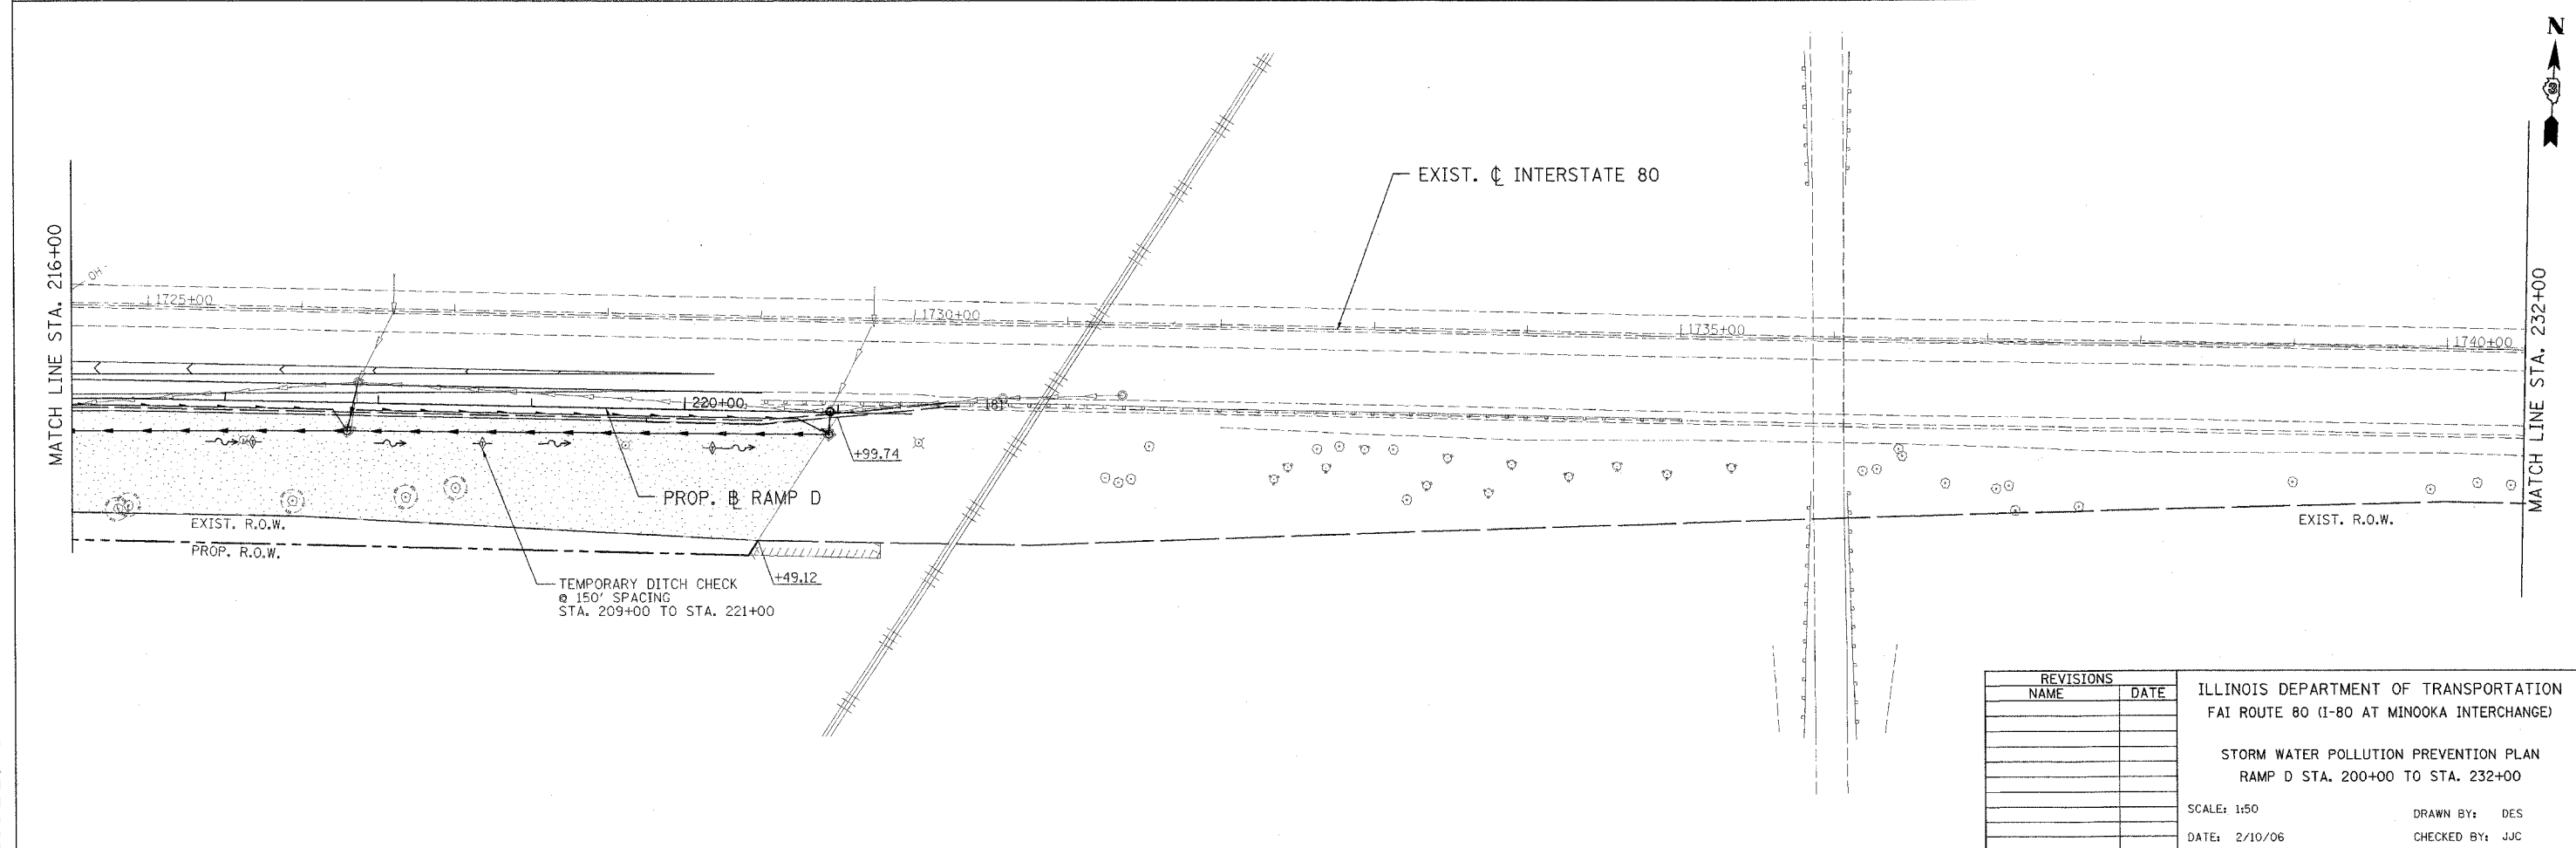 N
MATCH LINE STA. 216+00
OH
1725+00
1730+00
EXIST. ℄ INTERSTATE 80
1735+00
1740+00
MATCH LINE STA. 232+00
220+00
+99.74
PROP. ⅊ RAMP D
EXIST. R.O.W.
PROP. R.O.W.
EXIST. R.O.W.
+49.12
TEMPORARY DITCH CHECK
@ 150' SPACING
STA. 209+00 TO STA. 221+00
REVISIONS
NAME DATE
ILLINOIS DEPARTMENT OF TRANSPORTATION
FAI ROUTE 80 (I-80 AT MINOOKA INTERCHANGE)
STORM WATER POLLUTION PREVENTION PLAN
RAMP D STA. 200+00 TO STA. 232+00
SCALE: 1:50
DRAWN BY: DES
DATE: 2/10/06
CHECKED BY: JJC